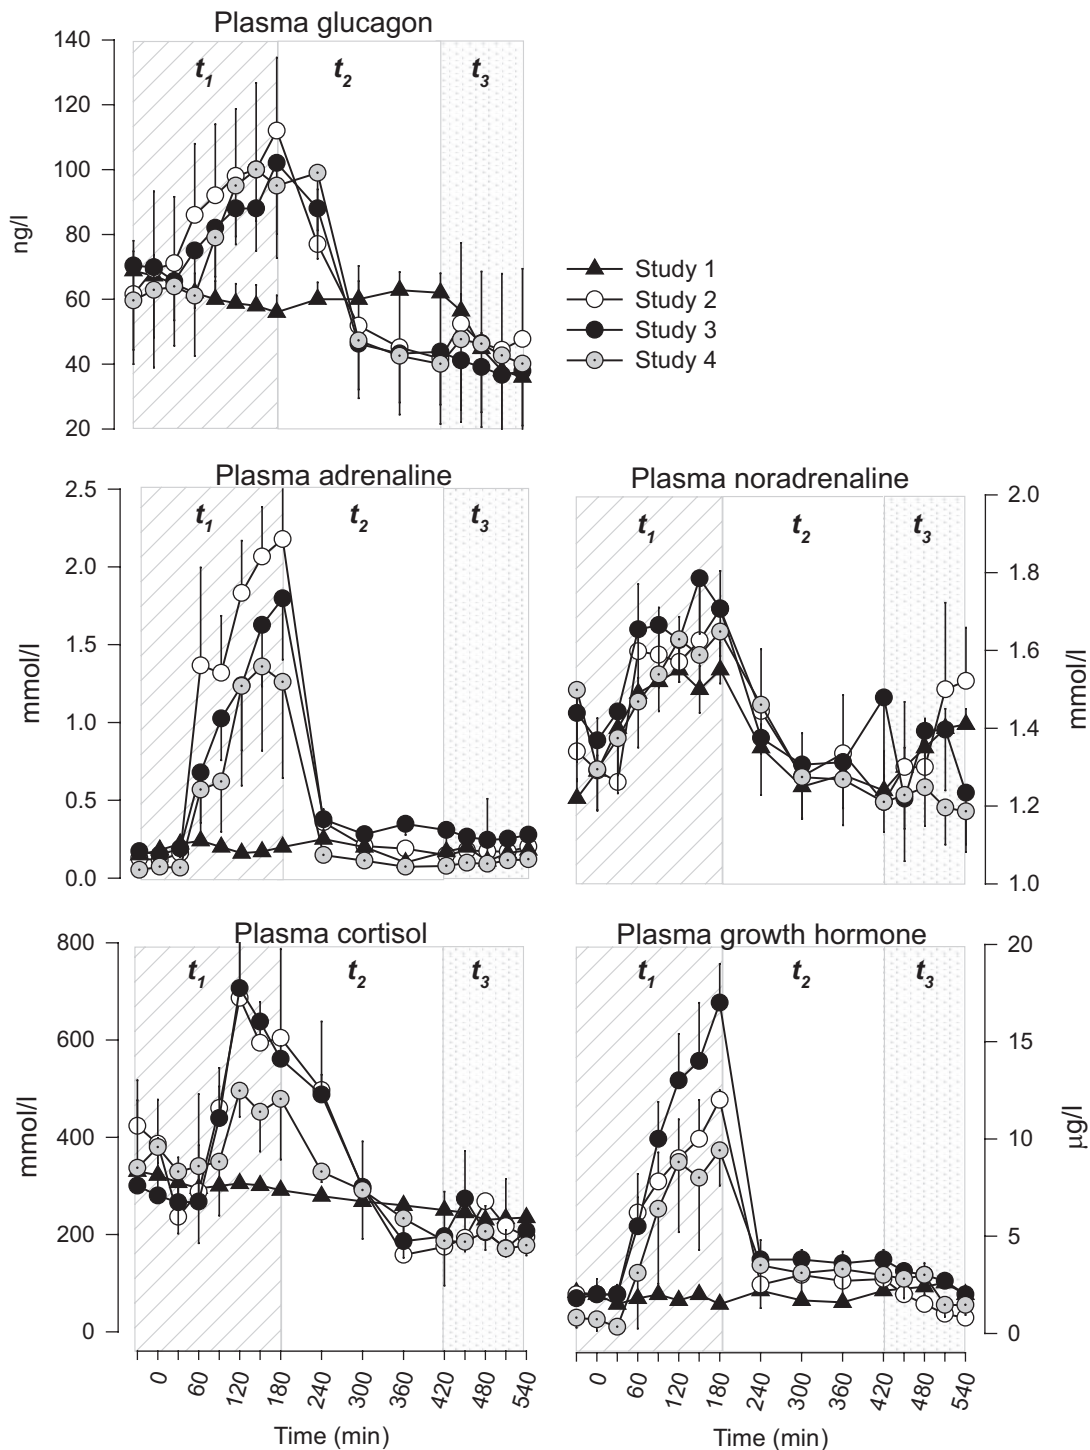 Plasma glucagon
140
120
100
80
60
40
20
ng/l
t1 t2 t3
Study 1
Study 2
Study 3
Study 4
Plasma adrenaline
2.5
2.0
1.5
1.0
0.5
0.0
mmol/l
t1 t2 t3
Plasma noradrenaline
2.0
1.8
1.6
1.4
1.2
1.0
mmol/l
t1 t2 t3
Plasma cortisol
800
600
400
200
0
mmol/l
t1 t2 t3
0 60 120 180 240 300 360 420 480 540
Time (min)
Plasma growth hormone
20
15
10
5
0
µg/l
t1 t2 t3
0 60 120 180 240 300 360 420 480 540
Time (min)